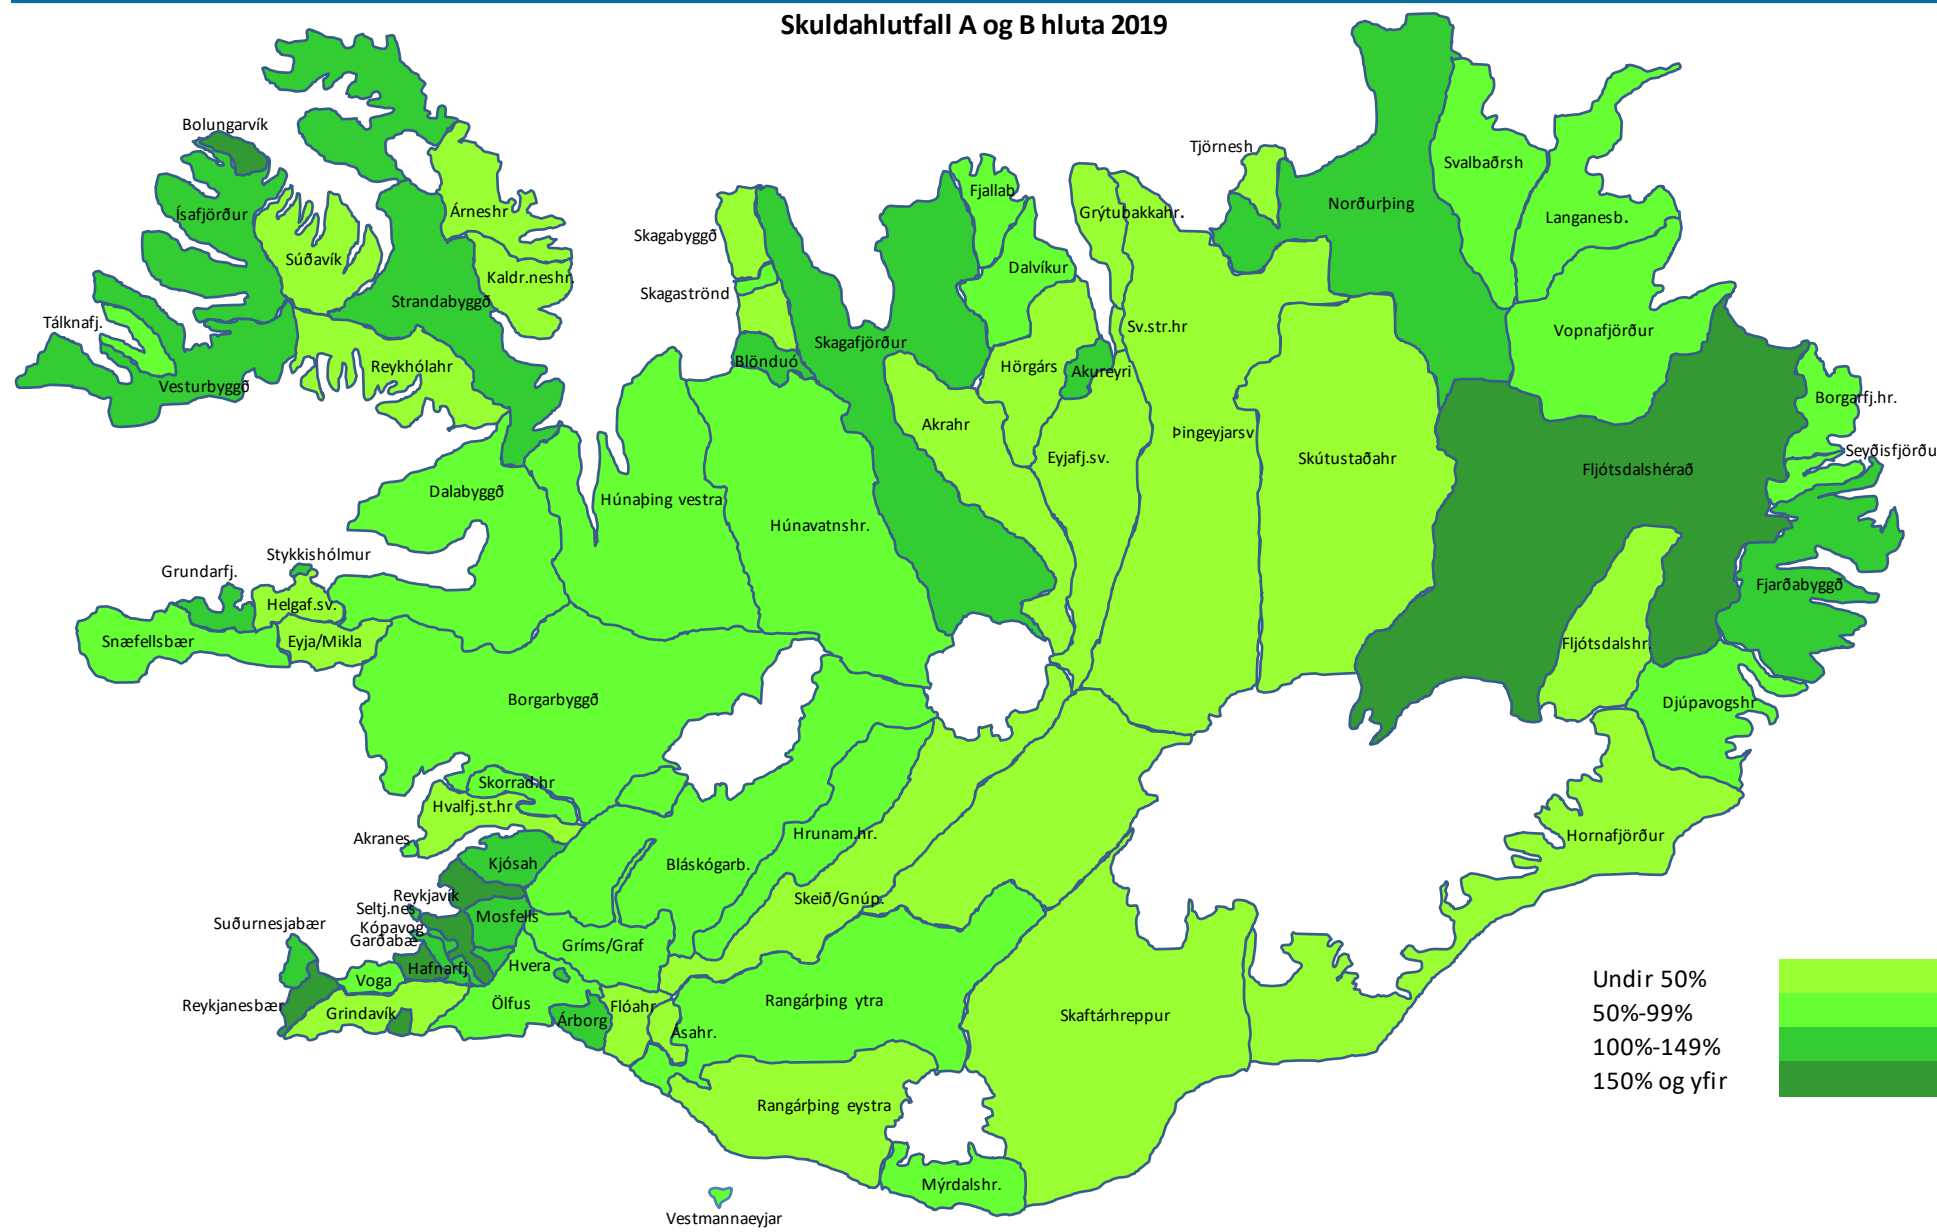 Skuldahlutfall A og B hluta 2019
Bolungarvík
Ísafjörður
Súðavík
Árneshr
Kaldr.neshr.
Strandabyggð
Tálknafj.
Vesturbyggð
Reykhólahr
Skagabyggð
Skagaströnd
Blönduó
Skagafjörður
Fjallab
Dalvíkur
Hörgárs
Akureyri
Akrahr
Eyjafj.sv.
Grýtubakkahr.
Sv.str.hr
Þingeyjarsv
Skútustaðahr
Tjörnesh
Norðurþing
Svalbaðrsh
Langanesb.
Vopnafjörður
Fljótsdalshérað
Borgarfj.hr.
Seyðisfjörðu
Fjarðabyggð
Fljótsdalshr.
Djúpavogshr
Hornafjörður
Dalabyggð
Húnaþing vestra
Húnavatnshr.
Stykkishólmur
Grundarfj.
Helgaf.sv.
Snæfellsbær
Eyja/Mikla
Borgarbyggð
Skorrad.hr
Hvalfj.st.hr
Akranes
Kjósah
Reykjavík
Seltj.nes
Kópavog
Garðabæ
Mosfells
Hafnarfj
Suðurnesjabær
Reykjanesbær
Voga
Grindavík
Hvera
Ölfus
Árborg
Gríms/Graf
Bláskógarb.
Hrunam.hr.
Skeið/Gnúp.
Flóahr
Ásahr.
Rangárþing ytra
Rangárþing eystra
Skaftárhreppur
Mýrdalshr.
Vestmannaeyjar
Undir 50%
50%-99%
100%-149%
150% og yfir